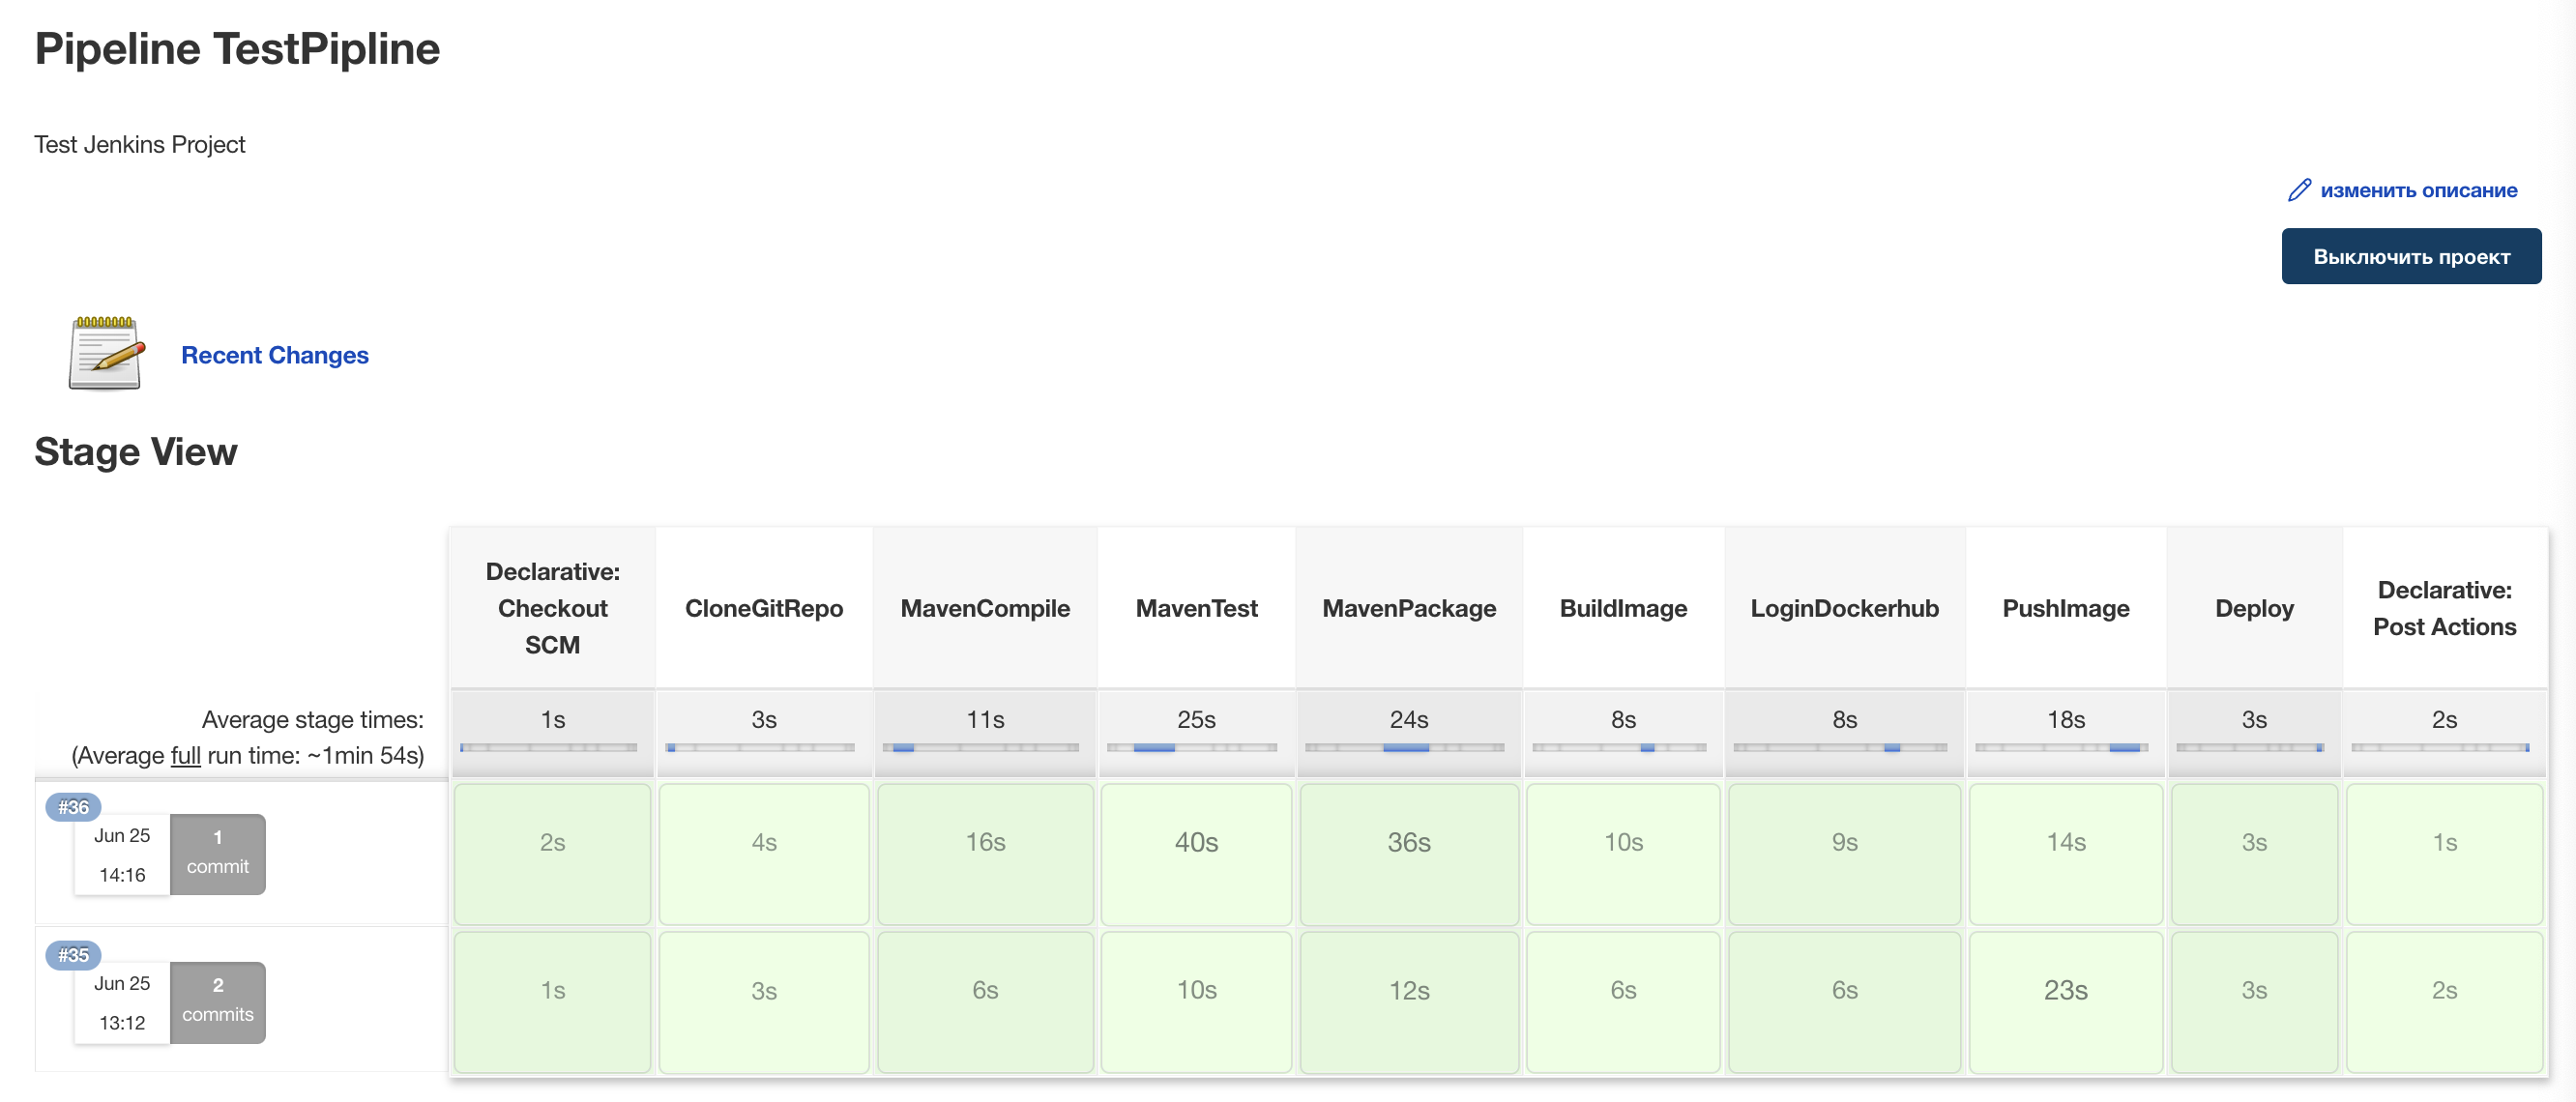 Pipeline TestPipline
Test Jenkins Project
изменить описание
Выключить проект
Recent Changes
Stage View
Declarative: Checkout SCM CloneGitRepo MavenCompile MavenTest MavenPackage BuildImage LoginDockerhub PushImage Deploy Declarative: Post Actions
Average stage times:
(Average full run time: ~1min 54s)
1s 3s 11s 25s 24s 8s 8s 18s 3s 2s
#36
Jun 25
14:16
1
commit
2s 4s 16s 40s 36s 10s 9s 14s 3s 1s
#35
Jun 25
13:12
2
commits
1s 3s 6s 10s 12s 6s 6s 23s 3s 2s